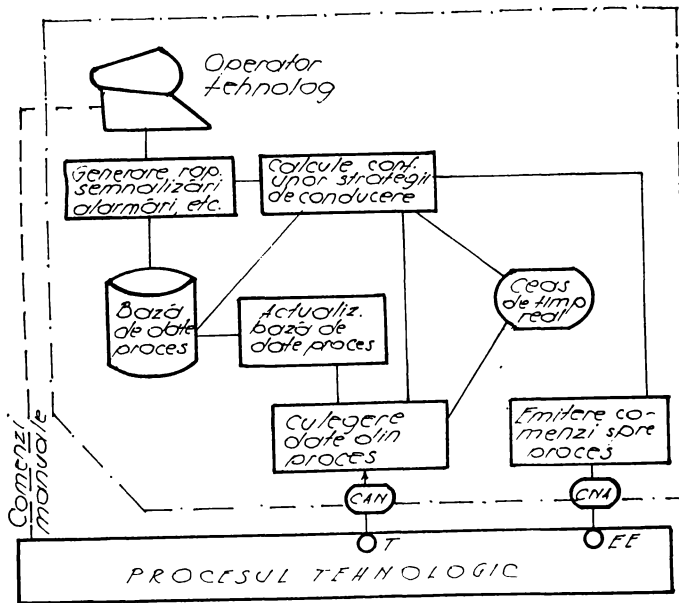 Operator
tehnolog
Generare rap.
semnalizări
alarmări, etc.
Calcule conf.
unor strategii
de conducere
Bază
de date
proces
Actualiz.
bază de
date proces
Ceas
de timp
real
Culegere
date din
proces
Emitere co-
menzi spre
proces
Comenzi
manuale
CAN
CNA
T
EE
PROCESUL TEHNOLOGIC